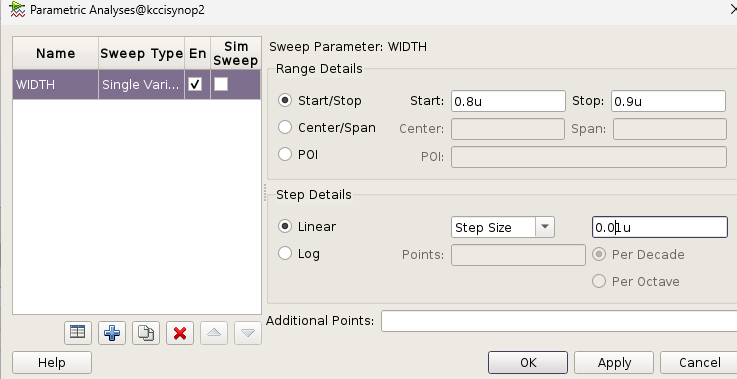 Parametric Analyses@kccisynop2
Name Sweep Type En Sim Sweep
WIDTH Single Vari...
Sweep Parameter: WIDTH
Range Details
Start/Stop Start: 0.8u Stop: 0.9u
Center/Span Center: Span:
POI POI:
Step Details
Linear Step Size 0.01u
Log Points: Per Decade
Per Octave
Additional Points:
Help OK Apply Cancel